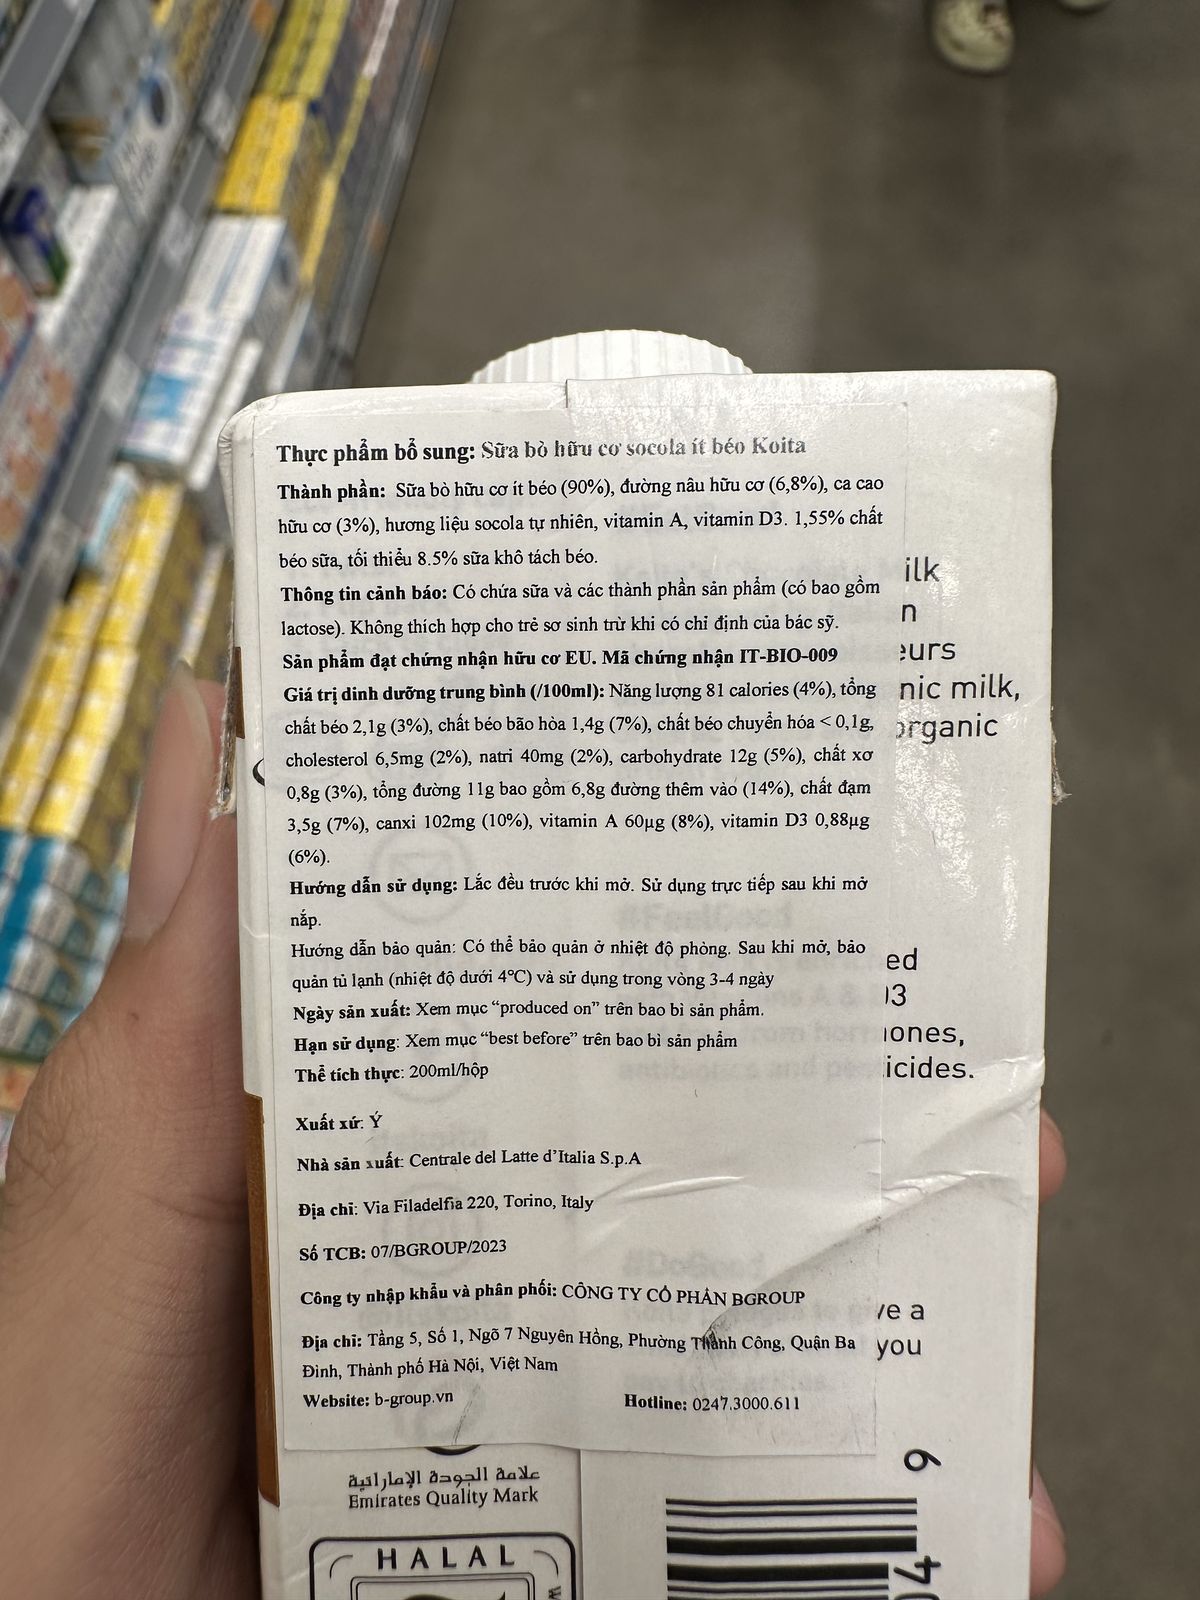 Thực phẩm bổ sung: Sữa bò hữu cơ socola ít béo Koita
Thành phần: Sữa bò hữu cơ ít béo (90%), đường nâu hữu cơ (6,8%), ca cao
hữu cơ (3%), hương liệu socola tự nhiên, vitamin A, vitamin D3. 1,55% chất
béo sữa, tối thiểu 8.5% sữa khô tách béo.
Thông tin cảnh báo: Có chứa sữa và các thành phần sản phẩm (có bao gồm
lactose). Không thích hợp cho trẻ sơ sinh trừ khi có chỉ định của bác sỹ.
Sản phẩm đạt chứng nhận hữu cơ EU. Mã chứng nhận IT-BIO-009
Giá trị dinh dưỡng trung bình (/100ml): Năng lượng 81 calories (4%), tổng
chất béo 2,1g (3%), chất béo bão hòa 1,4g (7%), chất béo chuyển hóa < 0,1g,
cholesterol 6,5mg (2%), natri 40mg (2%), carbohydrate 12g (5%), chất xơ
0,8g (3%), tổng đường 11g bao gồm 6,8g đường thêm vào (14%), chất đạm
3,5g (7%), canxi 102mg (10%), vitamin A 60µg (8%), vitamin D3 0,88µg
(6%).
Hướng dẫn sử dụng: Lắc đều trước khi mở. Sử dụng trực tiếp sau khi mở
nắp.
Hướng dẫn bảo quản: Có thể bảo quản ở nhiệt độ phòng. Sau khi mở, bảo
quản tủ lạnh (nhiệt độ dưới 4°C) và sử dụng trong vòng 3-4 ngày
Ngày sản xuất: Xem mục “produced on” trên bao bì sản phẩm.
Hạn sử dụng: Xem mục “best before” trên bao bì sản phẩm
Thể tích thực: 200ml/hộp
Xuất xứ: Ý
Nhà sản xuất: Centrale del Latte d’Italia S.p.A
Địa chỉ: Via Filadelfia 220, Torino, Italy
Số TCB: 07/BGROUP/2023
Công ty nhập khẩu và phân phối: CÔNG TY CỔ PHẦN BGROUP
Địa chỉ: Tầng 5, Số 1, Ngõ 7 Nguyên Hồng, Phường Thành Công, Quận Ba
Đình, Thành phố Hà Nội, Việt Nam
Website: b-group.vn Hotline: 0247.3000.611
ilk
n
eurs
nic milk,
organic
ed
03
ones,
icides.
ve a
you
علامة الجودة الإماراتية
Emirates Quality Mark
HALAL
6